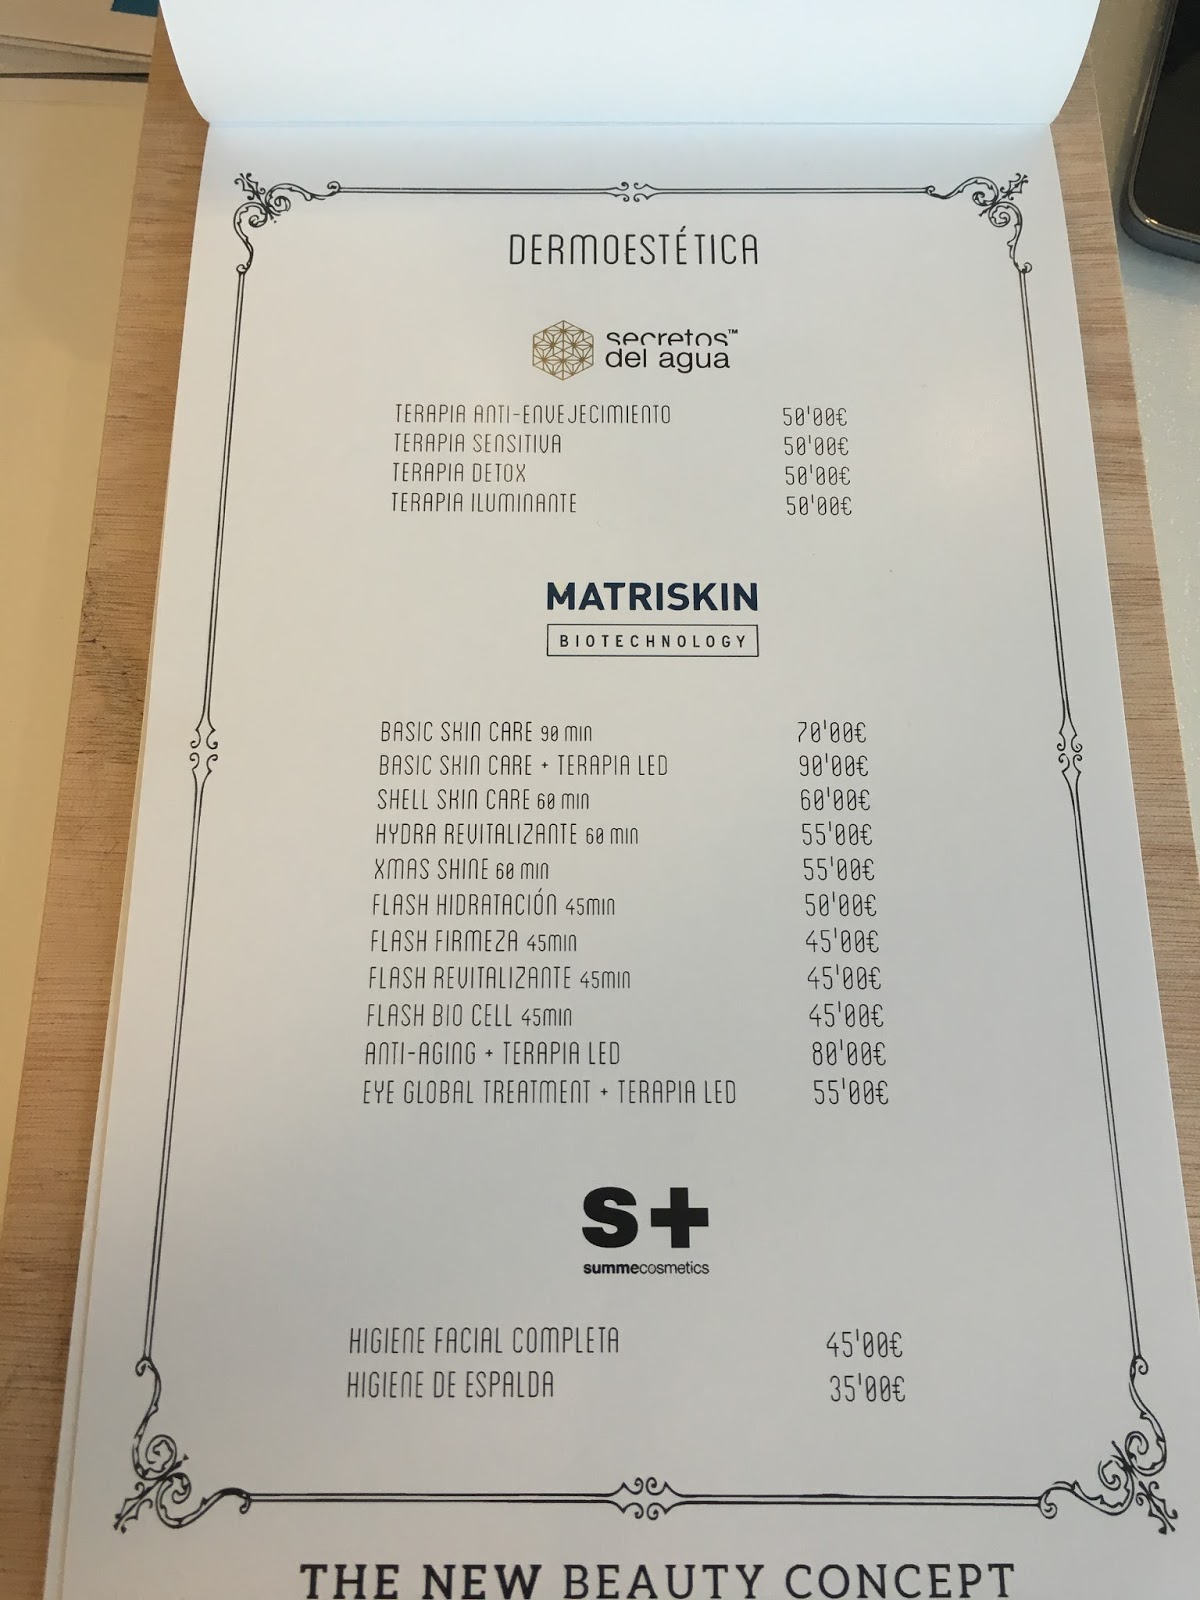 DERMOESTÉTICA
secretos™
del agua
TERAPIA ANTI-ENVEJECIMIENTO 50'00€
TERAPIA SENSITIVA 50'00€
TERAPIA DETOX 50'00€
TERAPIA ILUMINANTE 50'00€
MATRISKIN
BIOTECHNOLOGY
BASIC SKIN CARE 90 MIN 70'00€
BASIC SKIN CARE + TERAPIA LED 90'00€
SHELL SKIN CARE 60 MIN 60'00€
HYDRA REVITALIZANTE 60 MIN 55'00€
XMAS SHINE 60 MIN 55'00€
FLASH HIDRATACIÓN 45MIN 50'00€
FLASH FIRMEZA 45MIN 45'00€
FLASH REVITALIZANTE 45MIN 45'00€
FLASH BIO CELL 45MIN 45'00€
ANTI-AGING + TERAPIA LED 80'00€
EYE GLOBAL TREATMENT + TERAPIA LED 55'00€
S+
summecosmetics
HIGIENE FACIAL COMPLETA 45'00€
HIGIENE DE ESPALDA 35'00€
THE NEW BEAUTY CONCEPT